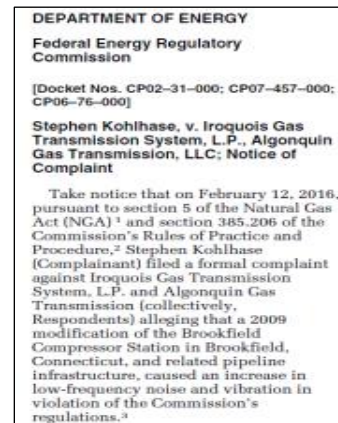 DEPARTMENT OF ENERGY
Federal Energy Regulatory
Commission
[Docket Nos. CP02–31–000; CP07–457–000;
CP06–76–000]
Stephen Kohlhase, v. Iroquois Gas
Transmission System, L.P., Algonquin
Gas Transmission, LLC; Notice of
Complaint
Take notice that on February 12, 2016,
pursuant to section 5 of the Natural Gas
Act (NGA) ¹ and section 385.206 of the
Commission's Rules of Practice and
Procedure,² Stephen Kohlhase
(Complainant) filed a formal complaint
against Iroquois Gas Transmission
System, L.P. and Algonquin Gas
Transmission (collectively,
Respondents) alleging that a 2009
modification of the Brookfield
Compressor Station in Brookfield,
Connecticut, and related pipeline
infrastructure, caused an increase in
low-frequency noise and vibration in
violation of the Commission's
regulations.³